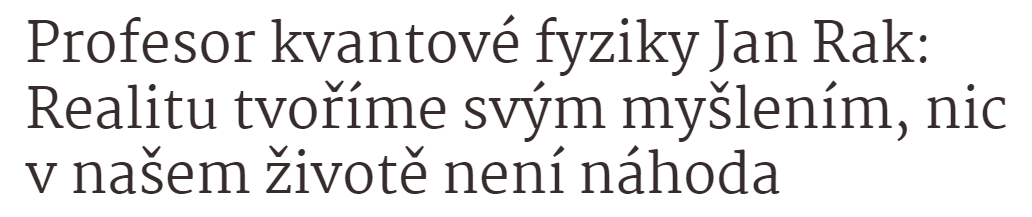 Profesor kvantové fyziky Jan Rak:
Realitu tvoříme svým myšlením, nic
v našem životě není náhoda